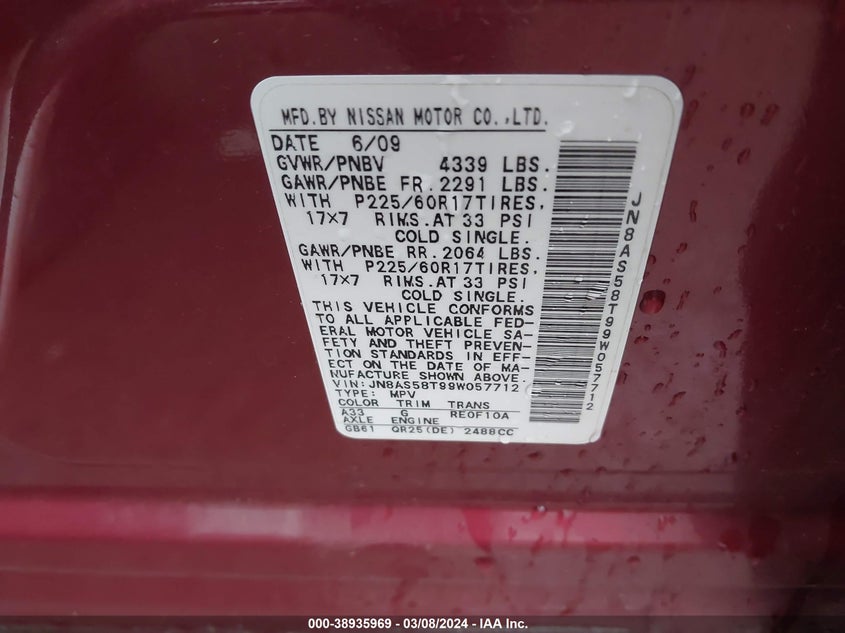 MFD.BY NISSAN MOTOR CO.,LTD.
DATE 6/09
GVWR/PNBV 4339 LBS.
GAWR/PNBE FR.2291 LBS.
WITH P225/60R17TIRES,
17×7 RIMS.AT 33 PSI
COLD SINGLE.
GAWR/PNBE RR.2064 LBS.
WITH P225/60R17TIRES,
17×7 RIMS.AT 33 PSI
COLD SINGLE.
THIS VEHICLE CONFORMS
TO ALL APPLICABLE FED-
ERAL MOTOR VEHICLE SA-
FETY AND THEFT PREVEN-
TION STANDARDS IN EFF-
ECT ON THE DATE OF MA-
NUFACTURE SHOWN ABOVE.
VIN:JN8AS58T99W057712
TYPE: MPV
COLOR TRIM TRANS
A33 G RE0F10A
AXLE ENGINE
GB61 QR25(DE) 2488CC
JN8AS58T99W057712
000-38935969 - 03/08/2024 - IAA Inc.